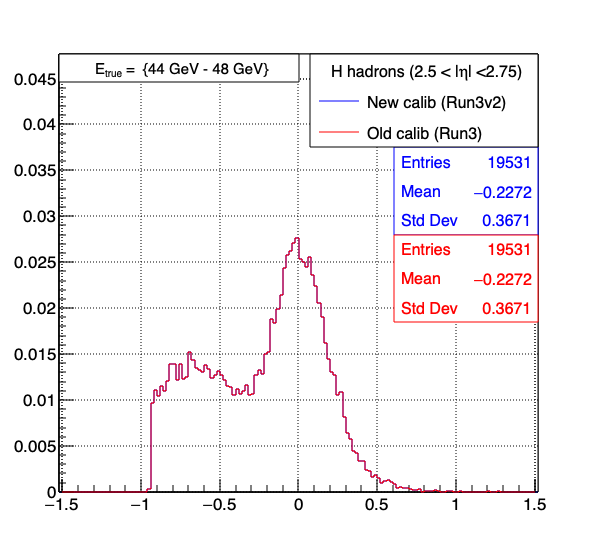 E_true = {44 GeV - 48 GeV}
H hadrons (2.5 < |η| <2.75)
New calib (Run3v2)
Old calib (Run3)
Entries 19531
Mean −0.2272
Std Dev 0.3671
Entries 19531
Mean −0.2272
Std Dev 0.3671
0.045
0.04
0.035
0.03
0.025
0.02
0.015
0.01
0.005
0
−1.5 −1 −0.5 0 0.5 1 1.5